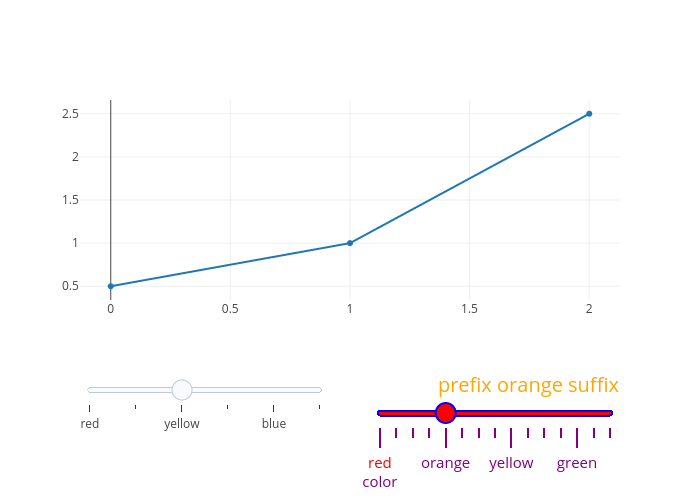 2.5
2
1.5
1
0.5
0 0.5 1 1.5 2
prefix orange suffix
red yellow blue
red orange yellow green
color